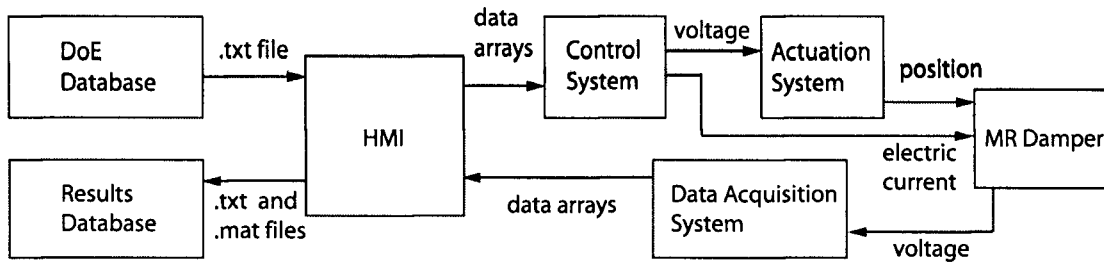 DoE
Database
.txt file
HMI
data
arrays
Control
System
voltage
Actuation
System
position
MR Damper
electric
current
Results
Database
.txt and
.mat files
data arrays
Data Acquisition
System
voltage